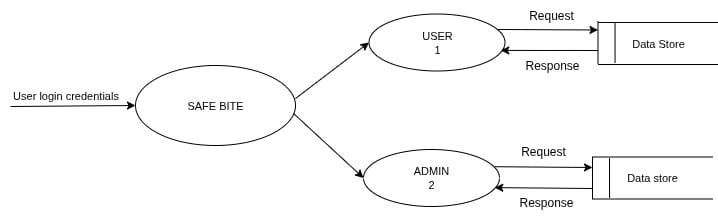 Request
USER
1
Data Store
Response
User login credentials
SAFE BITE
Request
ADMIN
2
Data store
Response